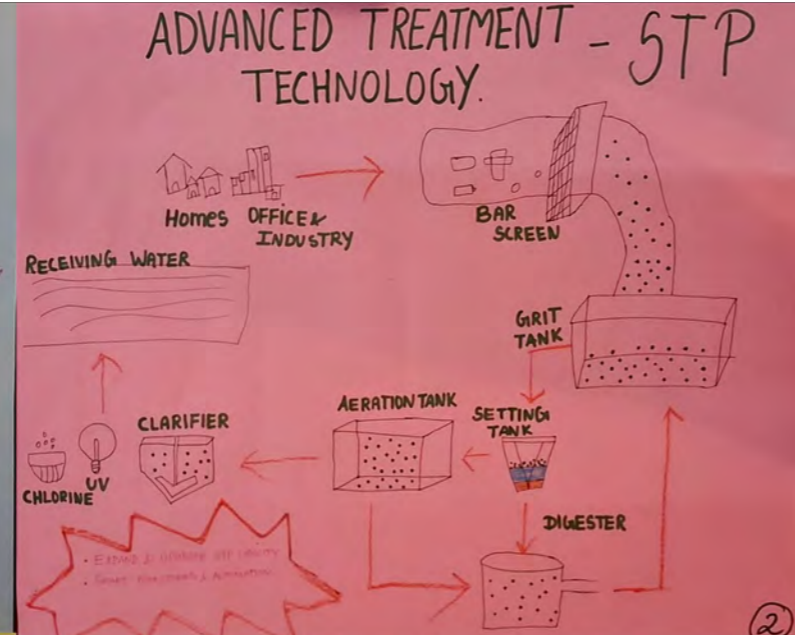 ADVANCED TREATMENT - STP
TECHNOLOGY.
Homes OFFICE &
INDUSTRY
BAR
SCREEN
RECEIVING WATER
GRIT
TANK
AERATION TANK
SETTING
TANK
CLARIFIER
CHLORINE
UV
DIGESTER
2